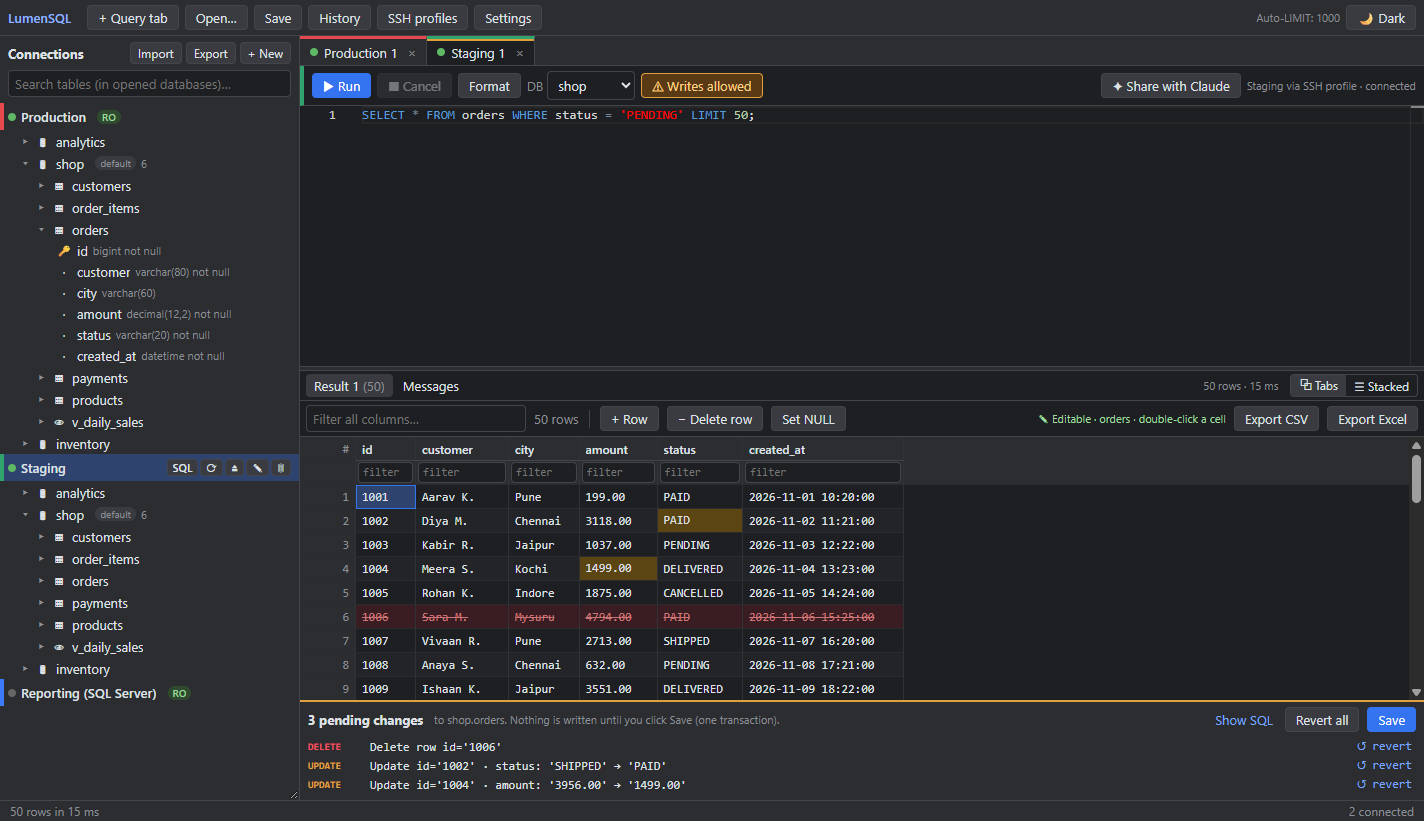 LumenSQL + Query tab Open... Save History SSH profiles Settings Auto-LIMIT: 1000 🌙 Dark
Connections Import Export + New
Search tables (in opened databases)...
Production RO
analytics
shop default 6
customers
order_items
orders
id bigint not null
customer varchar(80) not null
city varchar(60)
amount decimal(12,2) not null
status varchar(20) not null
created_at datetime not null
payments
products
v_daily_sales
inventory
Staging SQL
analytics
shop default 6
customers
order_items
orders
payments
products
v_daily_sales
inventory
Reporting (SQL Server) RO
Production 1 × Staging 1 ×
▶ Run ■ Cancel Format DB shop ⚠ Writes allowed ✦ Share with Claude Staging via SSH profile · connected
1 SELECT * FROM orders WHERE status = 'PENDING' LIMIT 50;
Result 1 (50) Messages 50 rows · 15 ms Tabs ☰ Stacked
Filter all columns... 50 rows + Row − Delete row Set NULL ✎ Editable · orders · double-click a cell Export CSV Export Excel
# id customer city amount status created_at
filter filter filter filter filter filter
1 1001 Aarav K. Pune 199.00 PAID 2026-11-01 10:20:00
2 1002 Diya M. Chennai 3118.00 PAID 2026-11-02 11:21:00
3 1003 Kabir R. Jaipur 1037.00 PENDING 2026-11-03 12:22:00
4 1004 Meera S. Kochi 1499.00 DELIVERED 2026-11-04 13:23:00
5 1005 Rohan K. Indore 1875.00 CANCELLED 2026-11-05 14:24:00
6 1006 Sara M. Mysuru 4794.00 PAID 2026-11-06 15:25:00
7 1007 Vivaan R. Pune 2713.00 SHIPPED 2026-11-07 16:20:00
8 1008 Anaya S. Chennai 632.00 PENDING 2026-11-08 17:21:00
9 1009 Ishaan K. Jaipur 3551.00 DELIVERED 2026-11-09 18:22:00
3 pending changes to shop.orders. Nothing is written until you click Save (one transaction). Show SQL Revert all Save
DELETE Delete row id='1006' ↺ revert
UPDATE Update id='1002' · status: 'SHIPPED' → 'PAID' ↺ revert
UPDATE Update id='1004' · amount: '3956.00' → '1499.00' ↺ revert
50 rows in 15 ms 2 connected